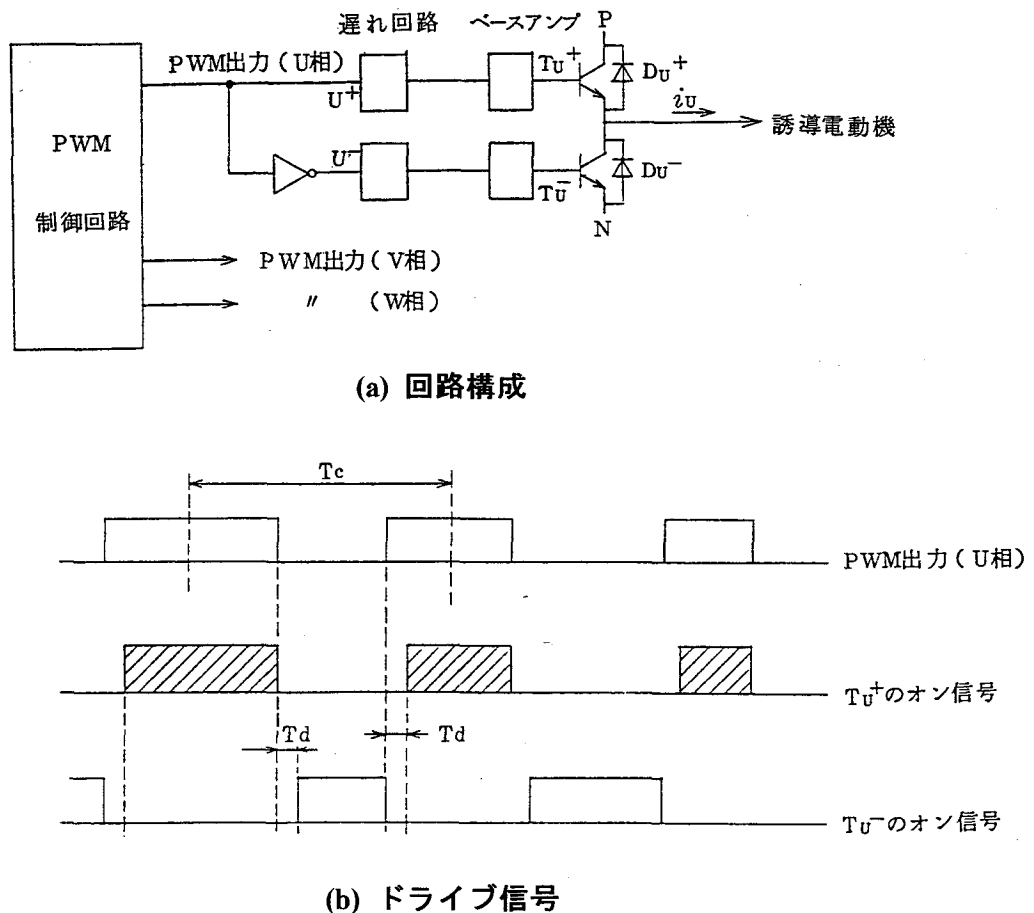 遅れ回路 ベースアンプ P
PWM出力(U相)
U+
TU+
DU+
iU
誘導電動機
PWM
制御回路
U-
TU-
DU-
N
PWM出力(V相)
〃 (W相)
(a) 回路構成
Tc
PWM出力(U相)
TU+のオン信号
Td
Td
TU-のオン信号
(b) ドライブ信号